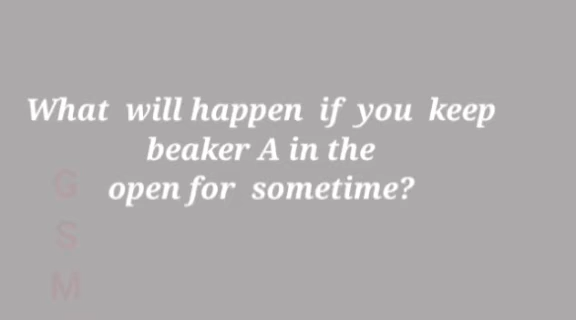 What will happen if you keep
beaker A in the
open for sometime?
G
S
M